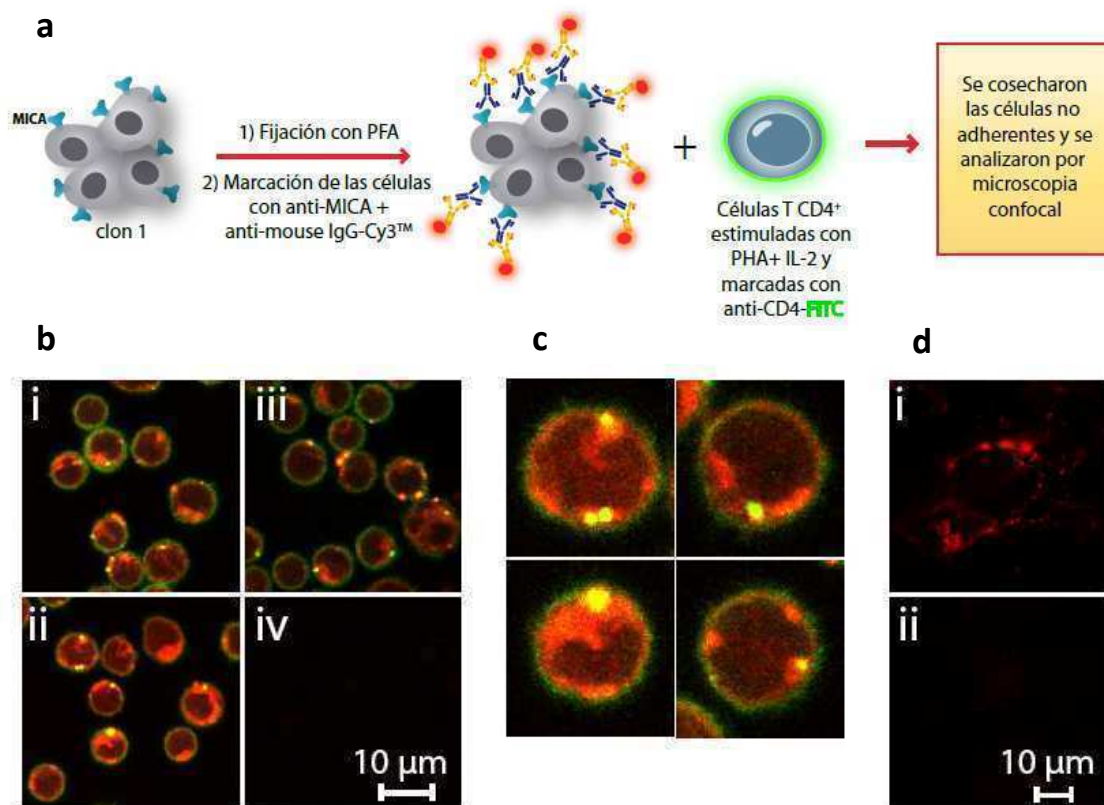 a
MICA
clon 1
1) Fijación con PFA
2) Marcación de las células
con anti-MICA +
anti-mouse IgG-Cy3™
+
Células T CD4⁺
estimuladas con
PHA+ IL-2 y
marcadas con
anti-CD4-FITC
Se cosecharon
las células no
adherentes y se
analizaron por
microscopia
confocal
b
i
iii
ii
iv
10 µm
c
d
i
ii
10 µm